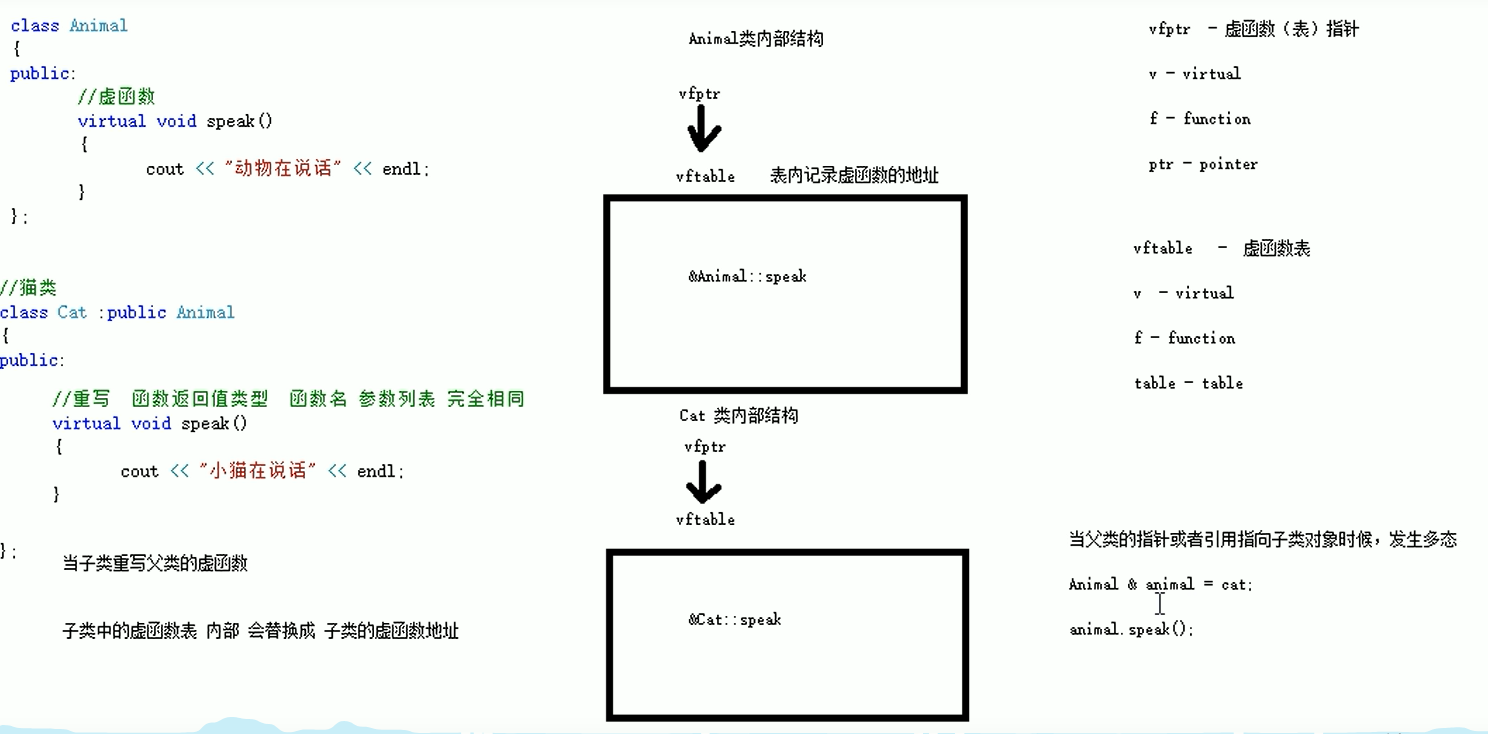 class Animal
{
public:
//虚函数
virtual void speak()
{
cout << "动物在说话" << endl;
}
};
//猫类
class Cat :public Animal
{
public:
//重写 函数返回值类型 函数名 参数列表 完全相同
virtual void speak()
{
cout << "小猫在说话" << endl;
}
};
当子类重写父类的虚函数
子类中的虚函数表 内部 会替换成 子类的虚函数地址
Animal类内部结构
vfptr
vftable 表内记录虚函数的地址
&Animal::speak
Cat 类内部结构
vfptr
vftable
&Cat::speak
vfptr - 虚函数（表）指针
v - virtual
f - function
ptr - pointer
vftable - 虚函数表
v - virtual
f - function
table - table
当父类的指针或者引用指向子类对象时候，发生多态
Animal & animal = cat;
animal.speak();